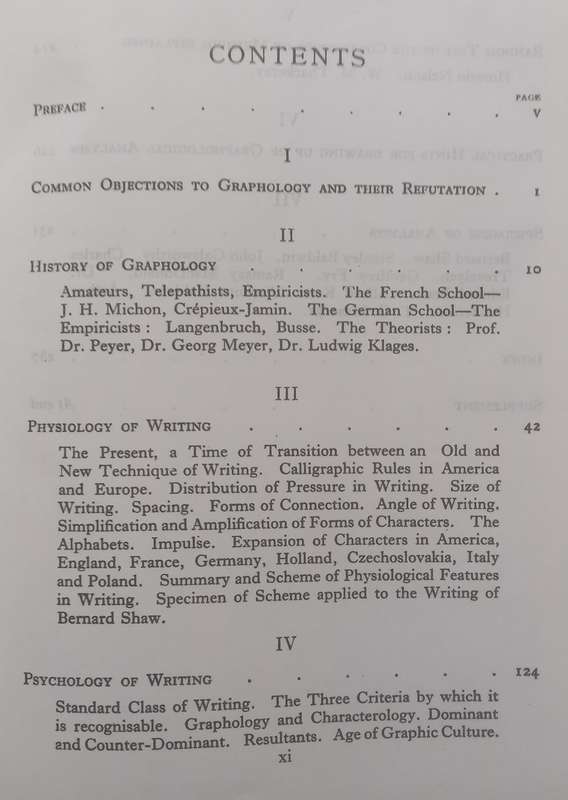 CONTENTS
PAGE
PREFACE . . . . . . . . . V
I
COMMON OBJECTIONS TO GRAPHOLOGY AND THEIR REFUTATION . 1
II
HISTORY OF GRAPHOLOGY . . . . . 10
Amateurs, Telepathists, Empiricists. The French School—
J. H. Michon, Crépieux-Jamin. The German School—The
Empiricists : Langenbruch, Busse. The Theorists : Prof.
Dr. Peyer, Dr. Georg Meyer, Dr. Ludwig Klages.
III
PHYSIOLOGY OF WRITING . . . . . . 42
The Present, a Time of Transition between an Old and
New Technique of Writing. Calligraphic Rules in America
and Europe. Distribution of Pressure in Writing. Size of
Writing. Spacing. Forms of Connection. Angle of Writing.
Simplification and Amplification of Forms of Characters. The
Alphabets. Impulse. Expansion of Characters in America,
England, France, Germany, Holland, Czechoslovakia, Italy
and Poland. Summary and Scheme of Physiological Features
in Writing. Specimen of Scheme applied to the Writing of
Bernard Shaw.
IV
PSYCHOLOGY OF WRITING . . . . . . 124
Standard Class of Writing. The Three Criteria by which it
is recognisable. Graphology and Characterology. Dominant
and Counter-Dominant. Resultants. Age of Graphic Culture.
xi